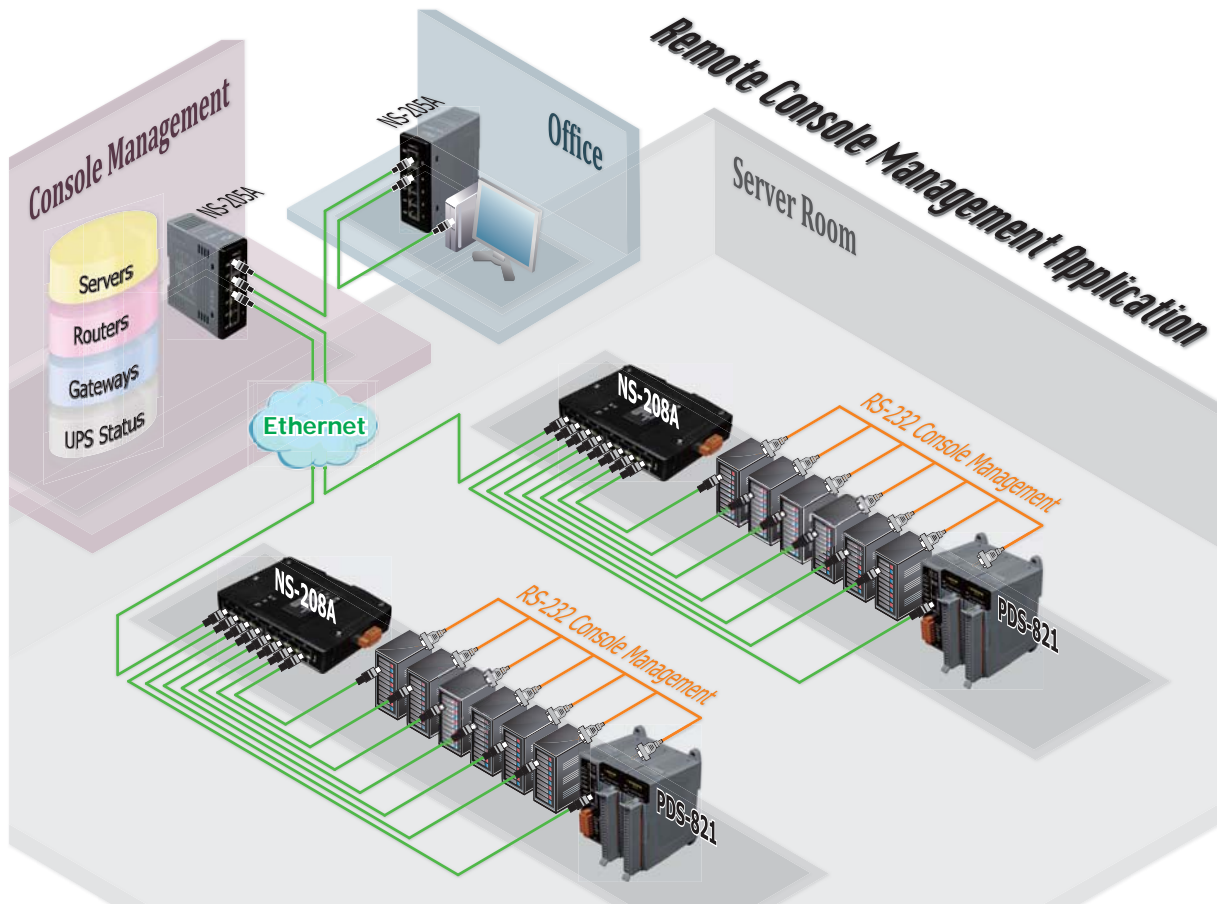 Remote Console Management Application
Console Management
NS-205A
Servers
Routers
Gateways
UPS Status
NS-205A
Office
Server Room
Ethernet
NS-208A
RS-232 Console Management
PDS-821
NS-208A
RS-232 Console Management
PDS-821